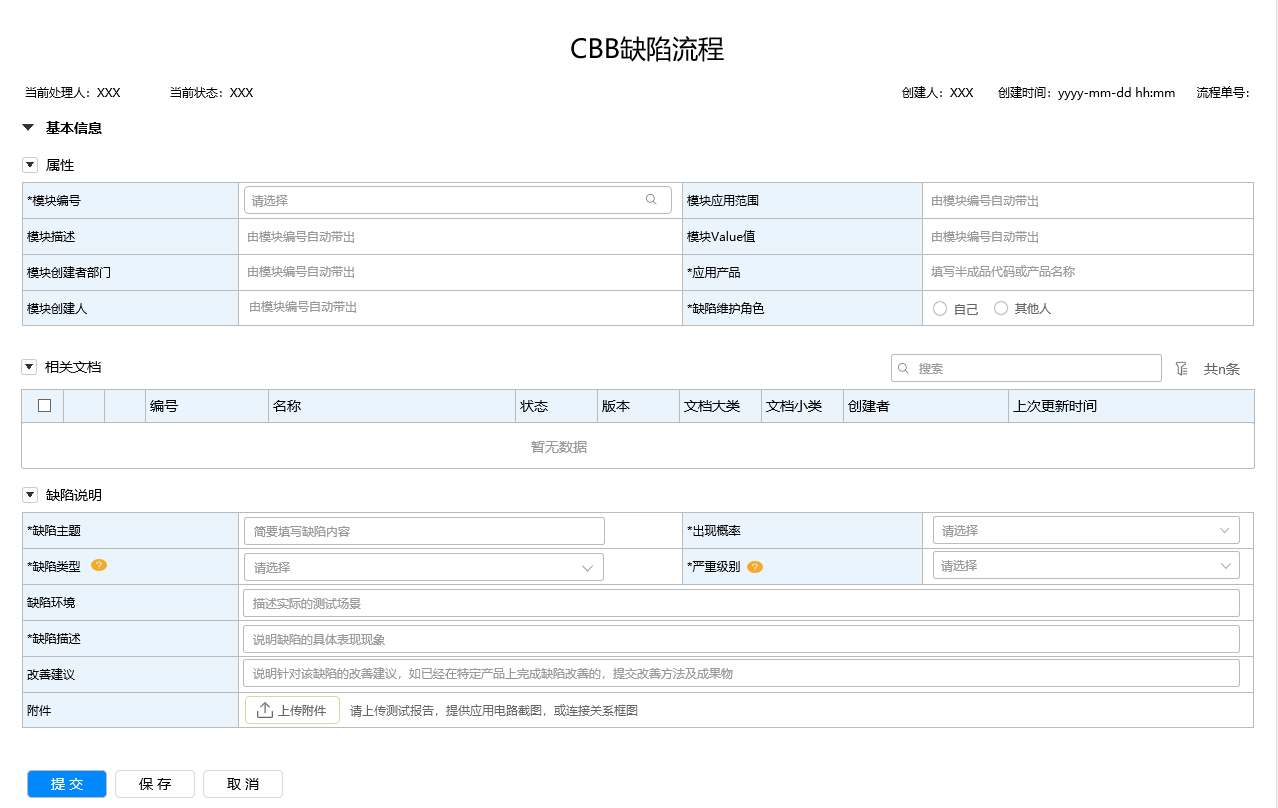 CBB缺陷流程
当前处理人：XXX 当前状态：XXX 创建人：XXX 创建时间：yyyy-mm-dd hh:mm 流程单号：
基本信息
属性
*模块编号 请选择 模块应用范围 由模块编号自动带出
模块描述 由模块编号自动带出 模块Value值 由模块编号自动带出
模块创建者部门 由模块编号自动带出 *应用产品 填写半成品代码或产品名称
模块创建人 由模块编号自动带出 *缺陷维护角色 自己 其他人
相关文档 搜索 共n条
编号 名称 状态 版本 文档大类 文档小类 创建者 上次更新时间
暂无数据
缺陷说明
*缺陷主题 简要填写缺陷内容 *出现概率 请选择
*缺陷类型 ? 请选择 *严重级别 ? 请选择
缺陷环境 描述实际的测试场景
*缺陷描述 说明缺陷的具体表现现象
改善建议 说明针对该缺陷的改善建议，如已经在特定产品上完成缺陷改善的，提交改善方法及成果物
附件 上传附件 请上传测试报告，提供应用电路截图，或连接关系框图
提 交 保 存 取 消